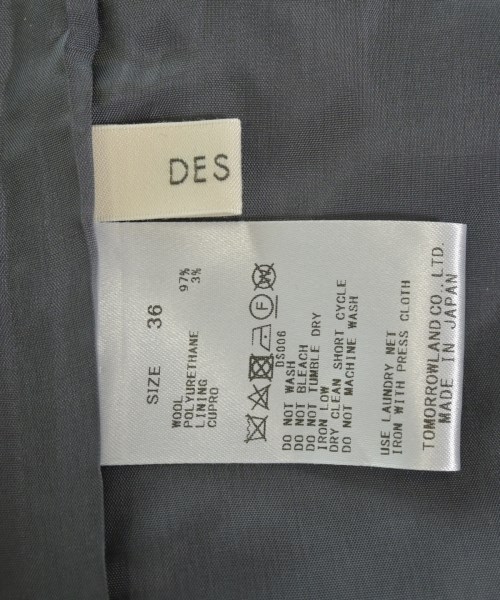 DES
SIZE 36
WOOL 97%
POLYURETHANE 3%
LINING
CUPRO
DS006
DO NOT WASH
DO NOT BLEACH
DO NOT TUMBLE DRY
IRON LOW
DRY CLEAN SHORT CYCLE
DO NOT MACHINE WASH
USE LAUNDRY NET
IRON WITH PRESS CLOTH
TOMORROWLAND CO., LTD.
MADE IN JAPAN